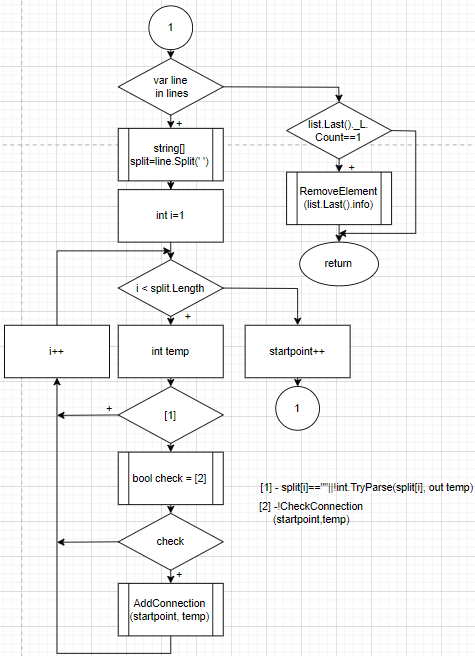 1
var line
in lines
+
list.Last()._L.
Count==1
string[]
split=line.Split(' ')
+
RemoveElement
(list.Last().info)
int i=1
return
i < split.Length
+
i++
int temp
startpoint++
+
[1]
1
bool check = [2]
[1] - split[i]==""||!int.TryParse(split[i], out temp)
[2] -!CheckConnection
(startpoint,temp)
check
+
AddConnection
(startpoint, temp)